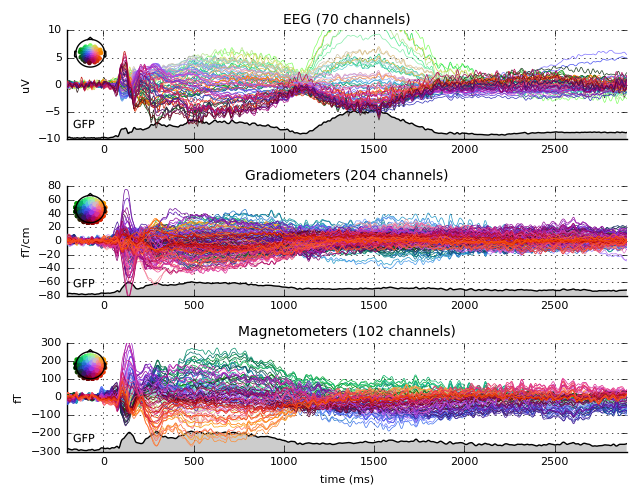 EEG (70 channels)
10
5
0
−5
−10
uV
GFP
0 500 1000 1500 2000 2500
Gradiometers (204 channels)
80
60
40
20
0
−20
−40
−60
−80
fT/cm
GFP
0 500 1000 1500 2000 2500
Magnetometers (102 channels)
300
200
100
0
−100
−200
−300
fT
GFP
0 500 1000 1500 2000 2500
time (ms)